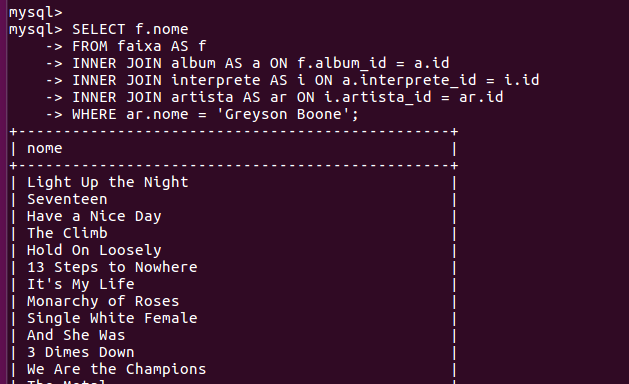 mysql>
mysql> SELECT f.nome
    -> FROM faixa AS f
    -> INNER JOIN album AS a ON f.album_id = a.id
    -> INNER JOIN interprete AS i ON a.interprete_id = i.id
    -> INNER JOIN artista AS ar ON i.artista_id = ar.id
    -> WHERE ar.nome = 'Greyson Boone';
+------------------------------------------------+
| nome                                           |
+------------------------------------------------+
| Light Up the Night                             |
| Seventeen                                      |
| Have a Nice Day                                |
| The Climb                                      |
| Hold On Loosely                                |
| 13 Steps to Nowhere                            |
| It's My Life                                   |
| Monarchy of Roses                              |
| Single White Female                            |
| And She Was                                    |
| 3 Dimes Down                                   |
| We Are the Champions                           |
| The Metal                                      |